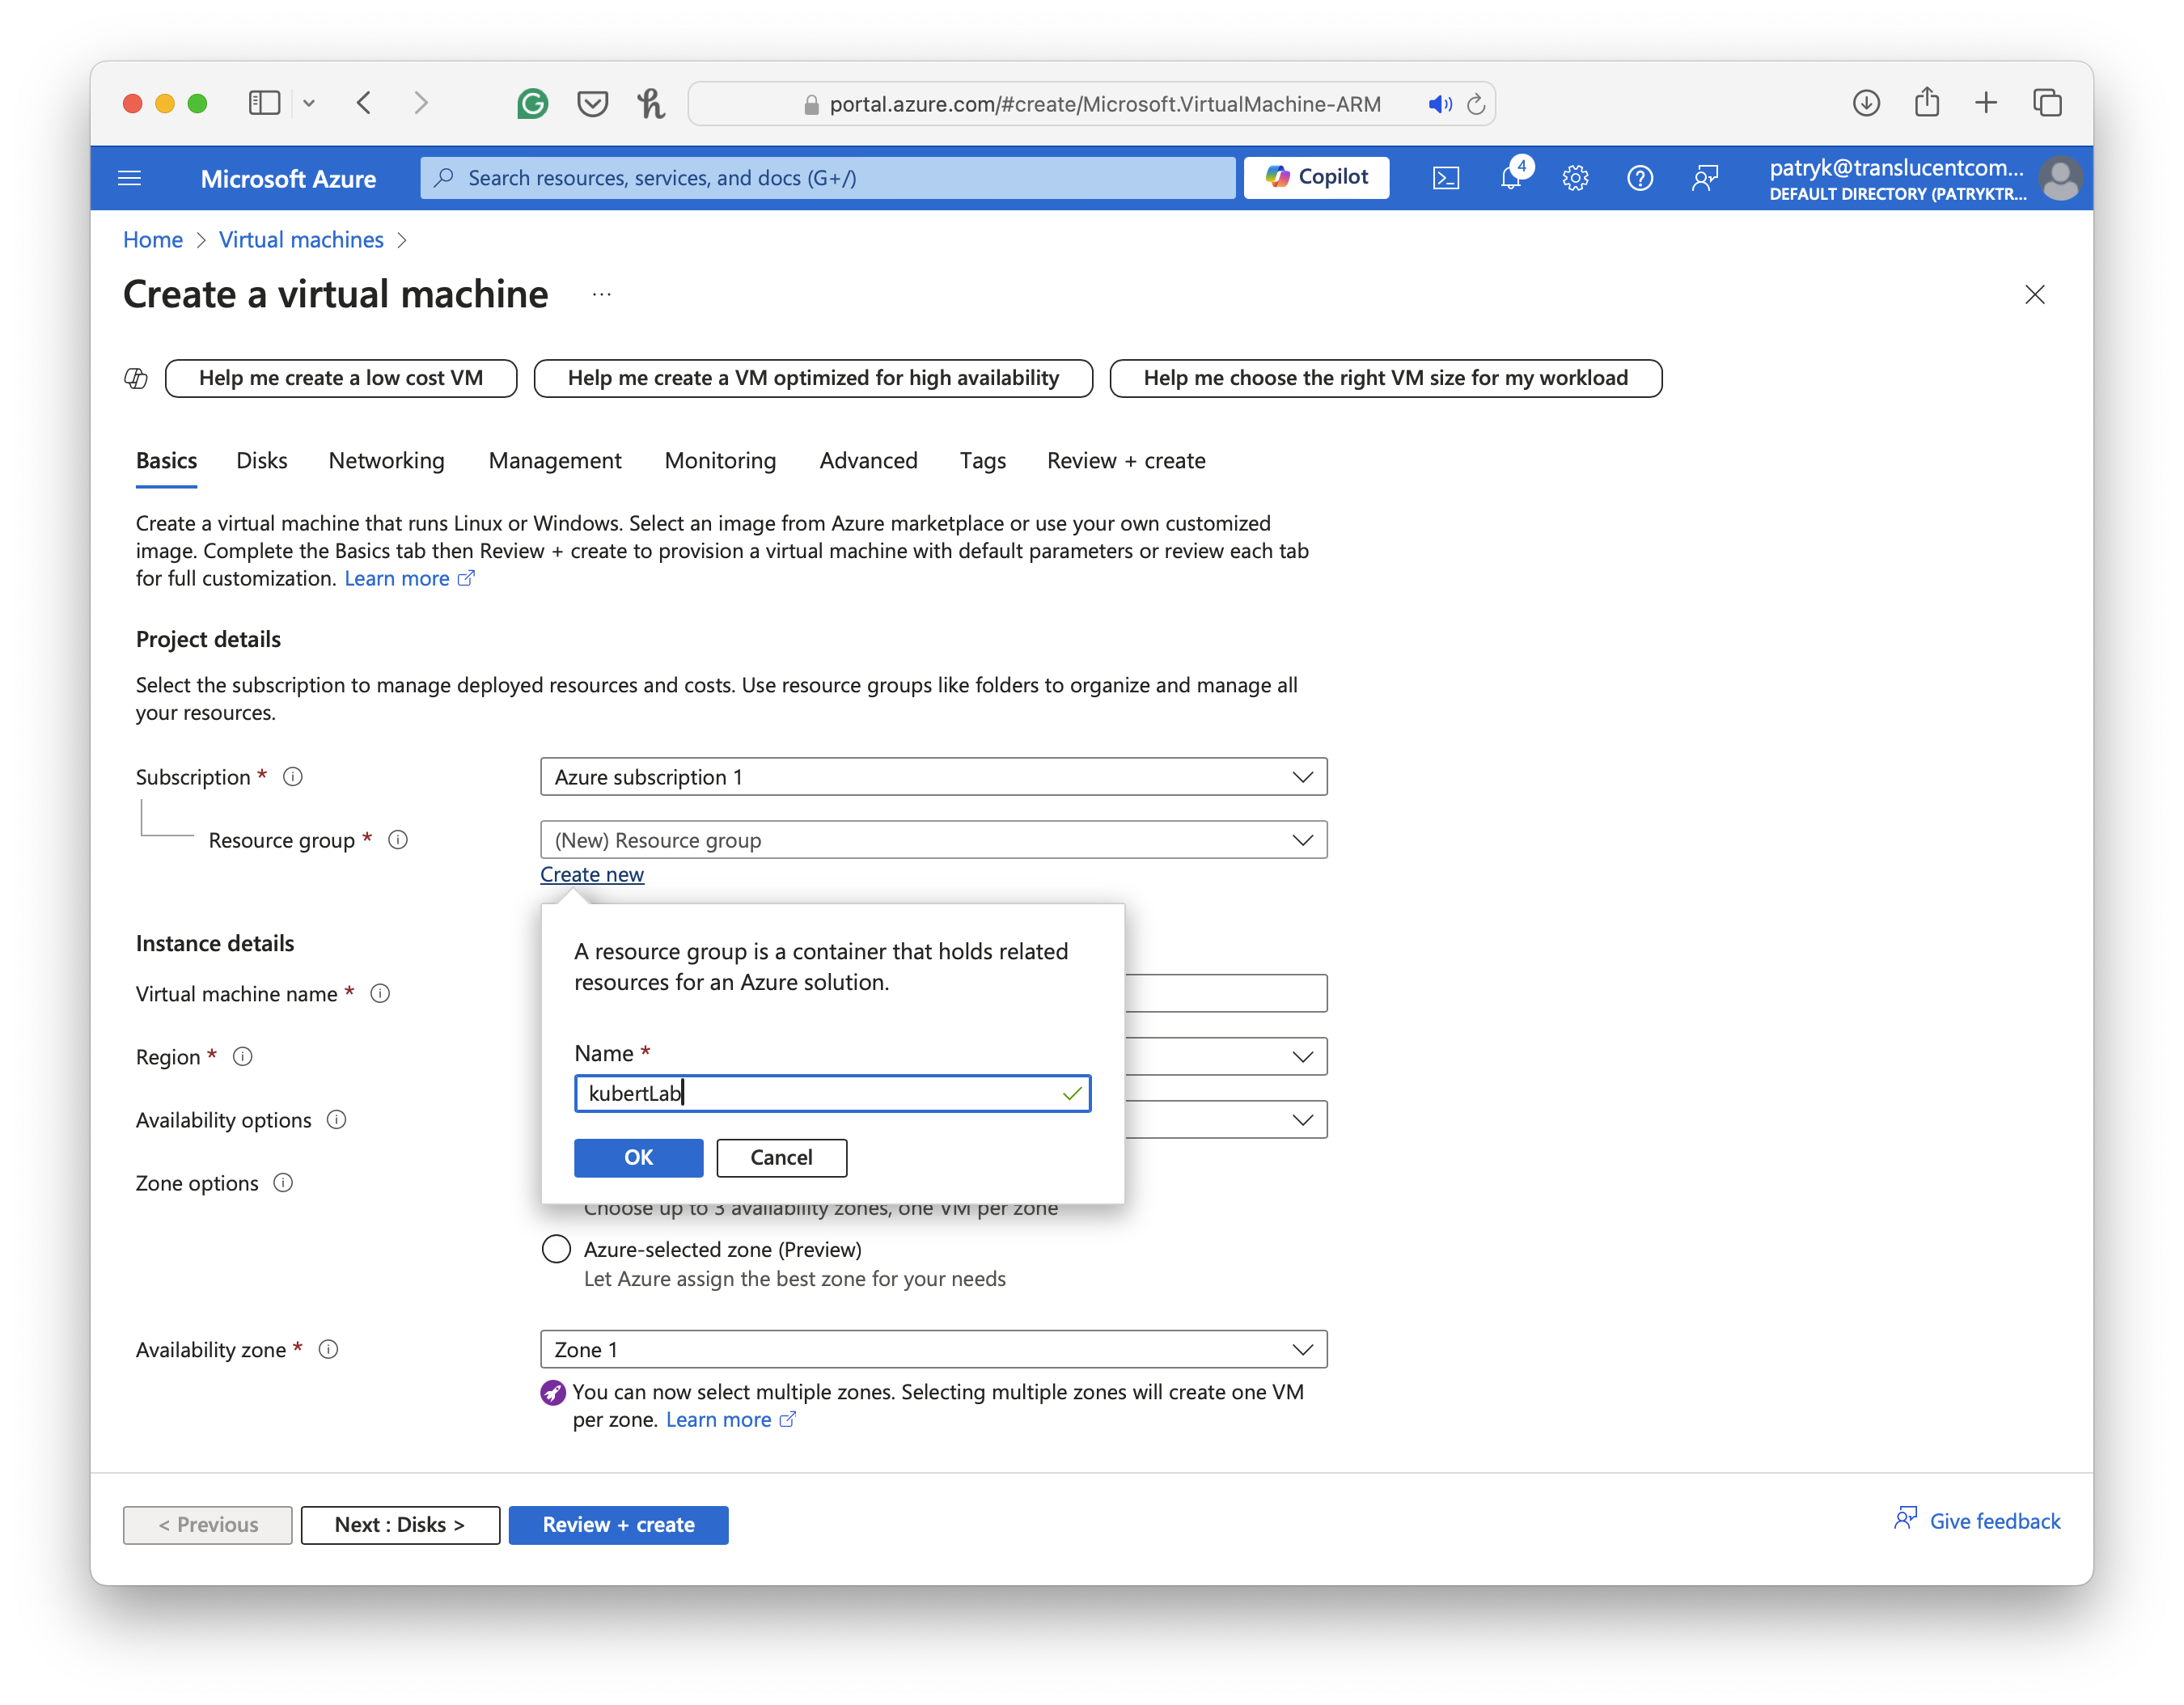 portal.azure.com/#create/Microsoft.VirtualMachine-ARM
Microsoft Azure
Search resources, services, and docs (G+/)
Copilot
4
patryk@translucentcom...
DEFAULT DIRECTORY (PATRYKTR...
Home > Virtual machines >
Create a virtual machine ...
Help me create a low cost VM
Help me create a VM optimized for high availability
Help me choose the right VM size for my workload
Basics
Disks
Networking
Management
Monitoring
Advanced
Tags
Review + create
Create a virtual machine that runs Linux or Windows. Select an image from Azure marketplace or use your own customized
image. Complete the Basics tab then Review + create to provision a virtual machine with default parameters or review each tab
for full customization. Learn more
Project details
Select the subscription to manage deployed resources and costs. Use resource groups like folders to organize and manage all
your resources.
Subscription *
Azure subscription 1
Resource group *
(New) Resource group
Create new
A resource group is a container that holds related
resources for an Azure solution.
Name *
kubertLab
OK
Cancel
Instance details
Virtual machine name *
Region *
Availability options
Zone options
Choose up to 3 availability zones, one VM per zone
Azure-selected zone (Preview)
Let Azure assign the best zone for your needs
Availability zone *
Zone 1
You can now select multiple zones. Selecting multiple zones will create one VM
per zone. Learn more
< Previous
Next : Disks >
Review + create
Give feedback